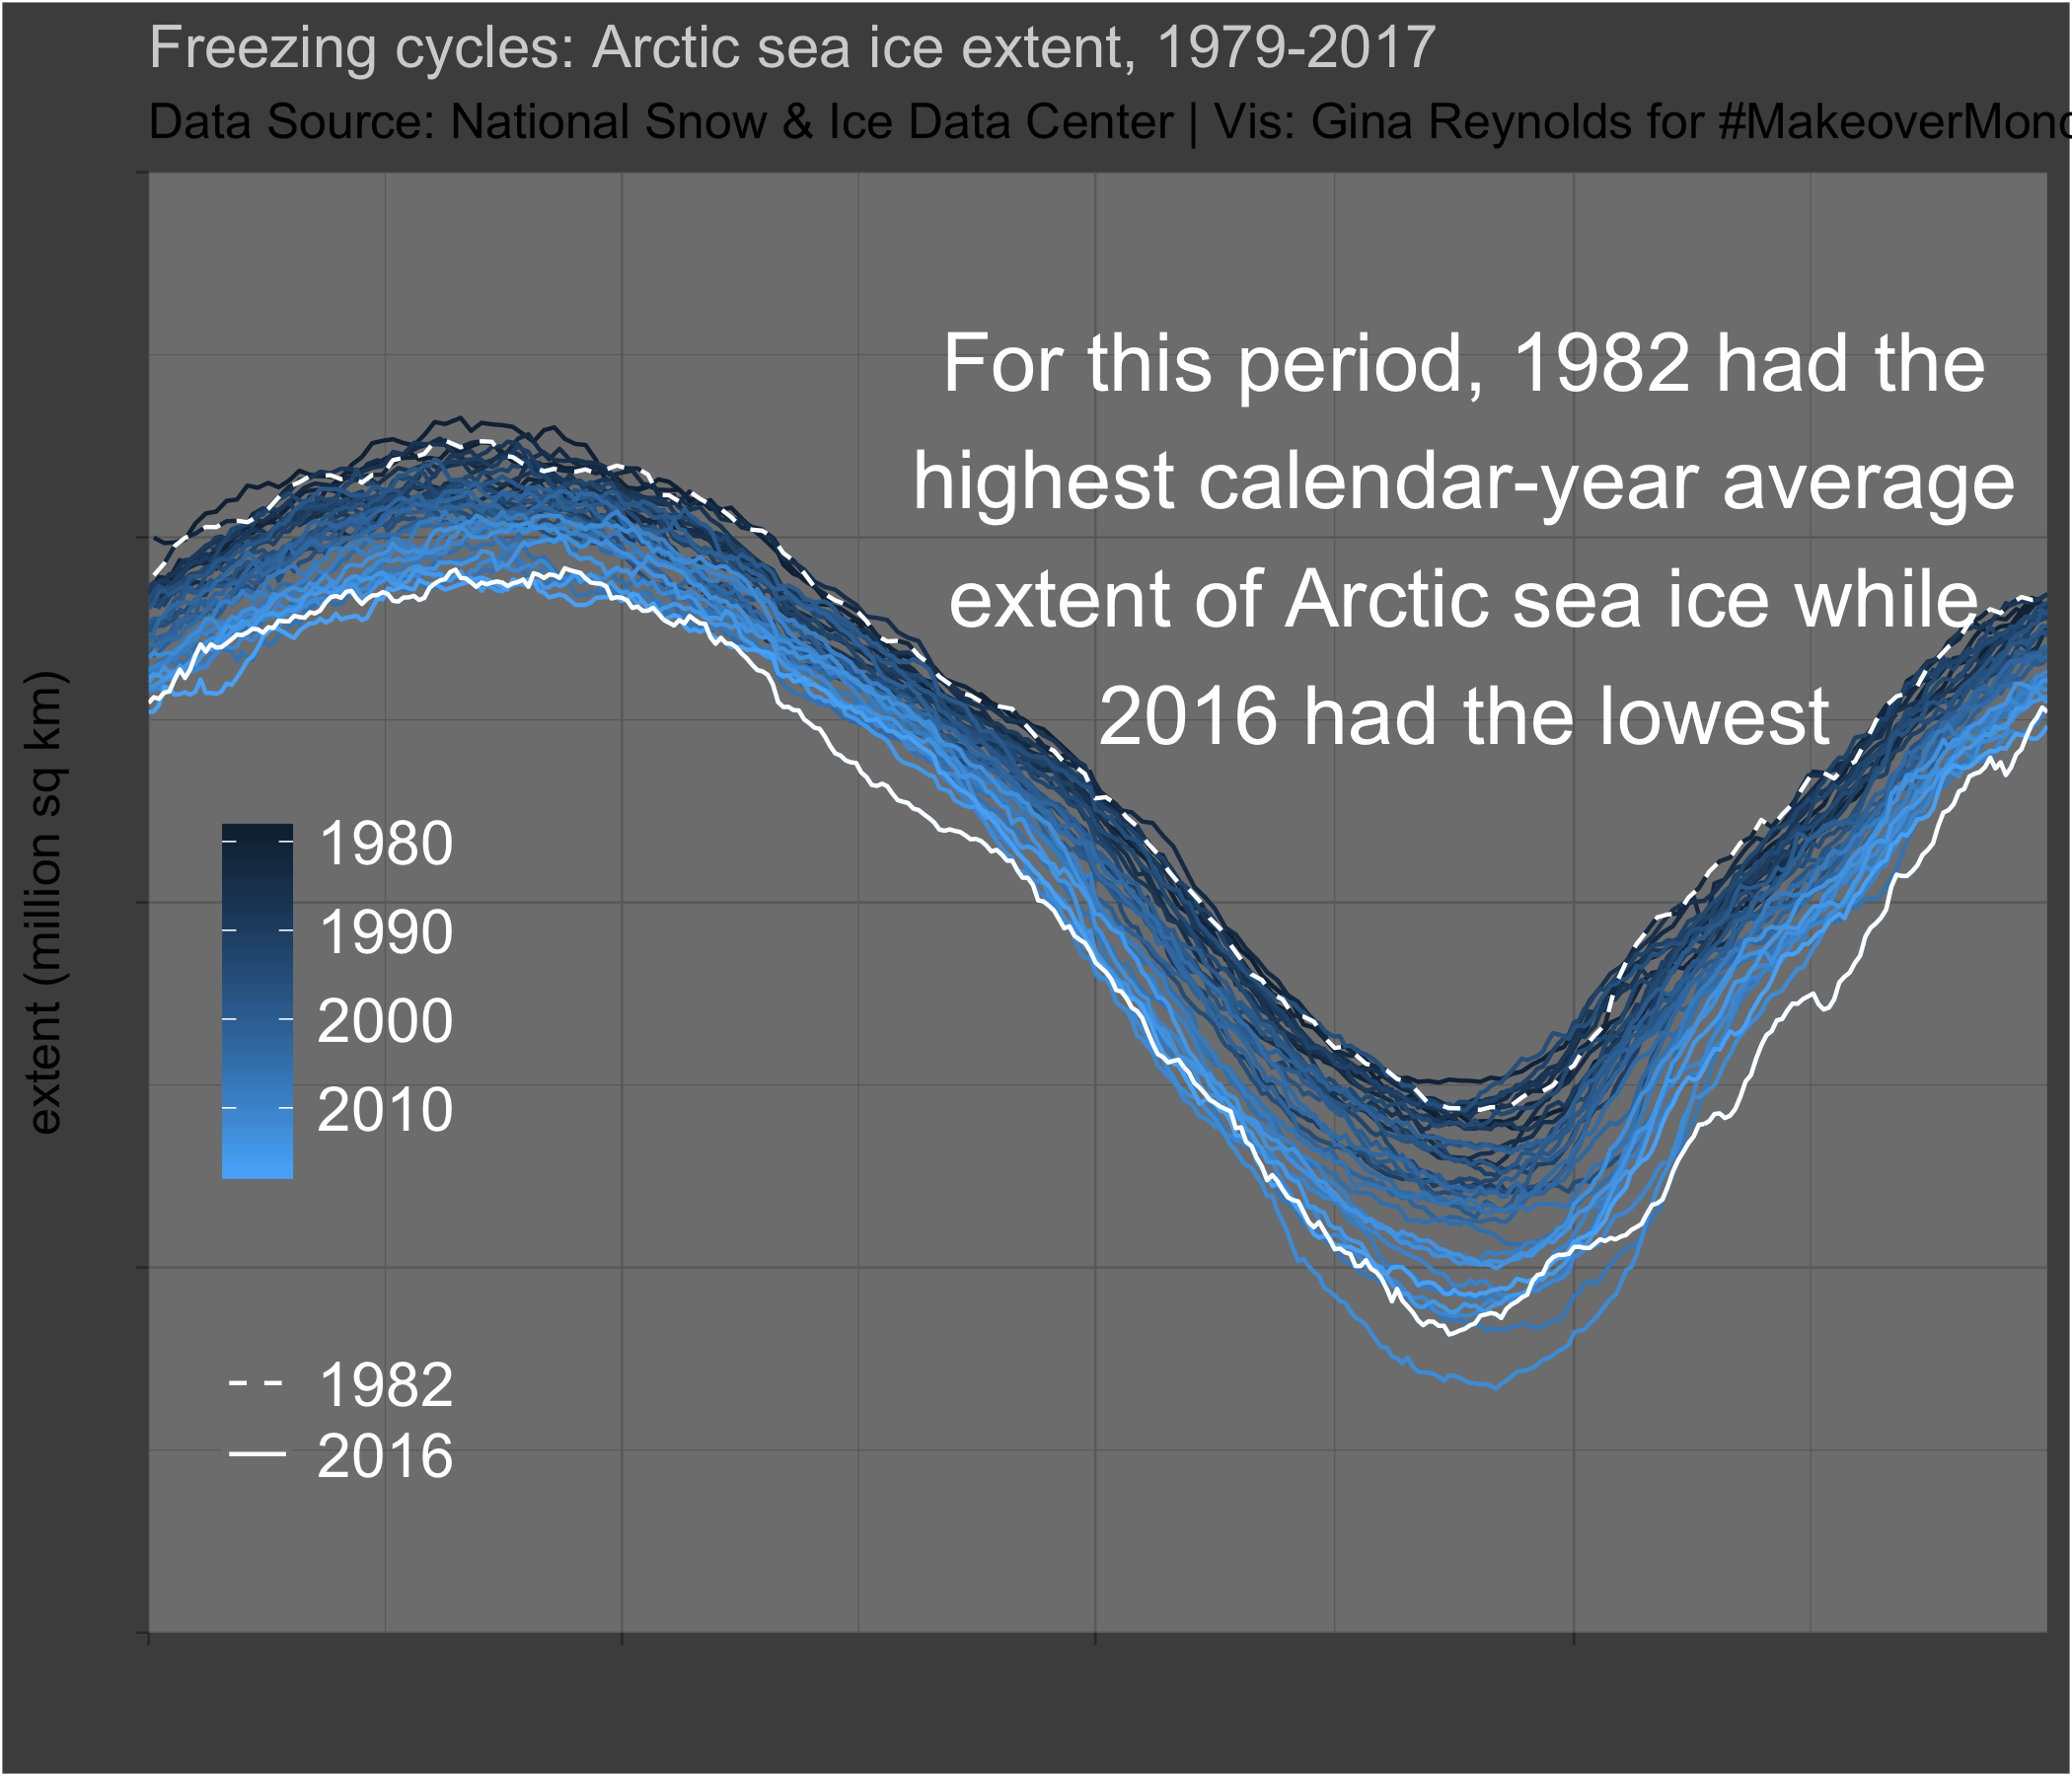 Freezing cycles: Arctic sea ice extent, 1979-2017
Data Source: National Snow & Ice Data Center | Vis: Gina Reynolds for #MakeoverMond
For this period, 1982 had the
highest calendar-year average
extent of Arctic sea ice while
2016 had the lowest
extent (million sq km)
1980
1990
2000
2010
1982
2016